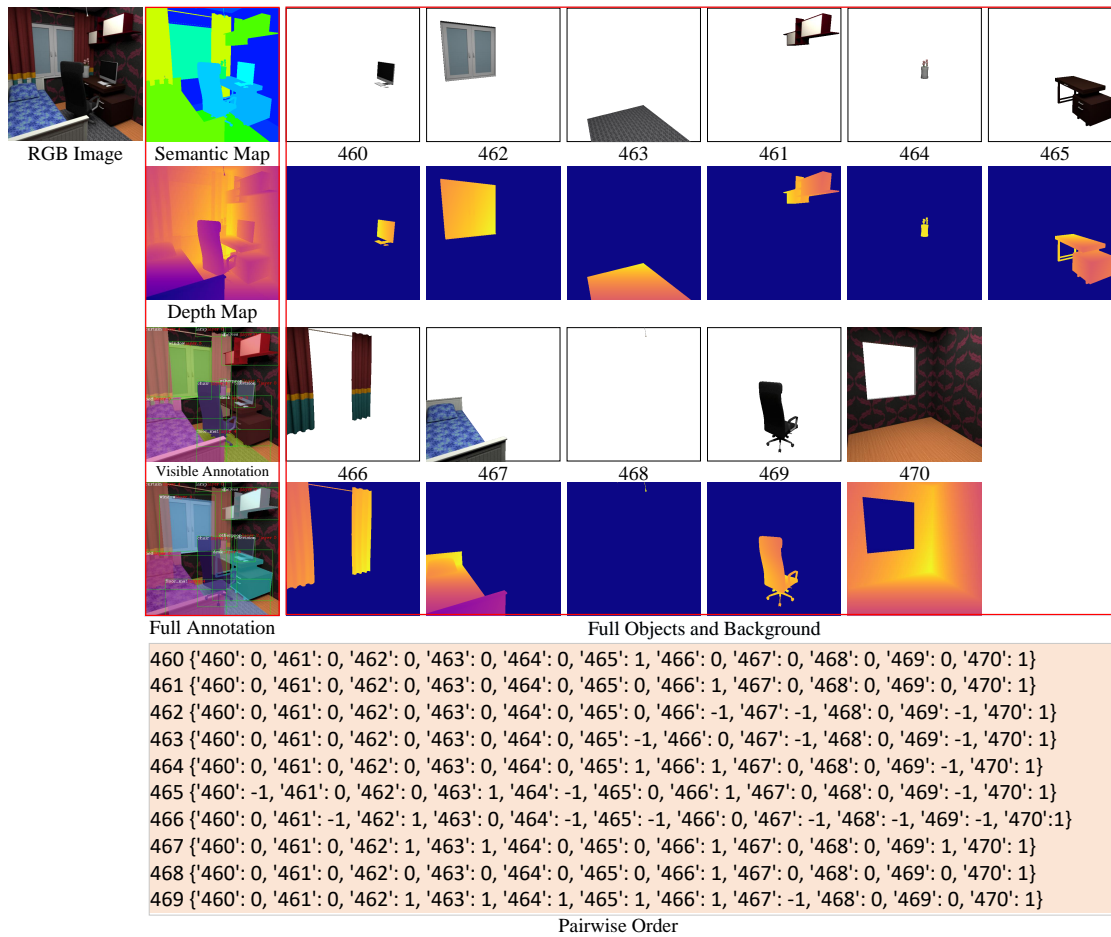 RGB Image
Semantic Map
460
462
463
461
464
465
Depth Map
Visible Annotation
466
467
468
469
470
Full Annotation
Full Objects and Background
460 {'460': 0, '461': 0, '462': 0, '463': 0, '464': 0, '465': 1, '466': 0, '467': 0, '468': 0, '469': 0, '470': 1}
461 {'460': 0, '461': 0, '462': 0, '463': 0, '464': 0, '465': 0, '466': 1, '467': 0, '468': 0, '469': 0, '470': 1}
462 {'460': 0, '461': 0, '462': 0, '463': 0, '464': 0, '465': 0, '466': -1, '467': -1, '468': 0, '469': -1, '470': 1}
463 {'460': 0, '461': 0, '462': 0, '463': 0, '464': 0, '465': -1, '466': 0, '467': -1, '468': 0, '469': -1, '470': 1}
464 {'460': 0, '461': 0, '462': 0, '463': 0, '464': 0, '465': 1, '466': 1, '467': 0, '468': 0, '469': -1, '470': 1}
465 {'460': -1, '461': 0, '462': 0, '463': 1, '464': -1, '465': 0, '466': 1, '467': 0, '468': 0, '469': -1, '470': 1}
466 {'460': 0, '461': -1, '462': 1, '463': 0, '464': -1, '465': -1, '466': 0, '467': -1, '468': -1, '469': -1, '470':1}
467 {'460': 0, '461': 0, '462': 1, '463': 1, '464': 0, '465': 0, '466': 1, '467': 0, '468': 0, '469': 1, '470': 1}
468 {'460': 0, '461': 0, '462': 0, '463': 0, '464': 0, '465': 0, '466': 1, '467': 0, '468': 0, '469': 0, '470': 1}
469 {'460': 0, '461': 0, '462': 1, '463': 1, '464': 1, '465': 1, '466': 1, '467': -1, '468': 0, '469': 0, '470': 1}
Pairwise Order